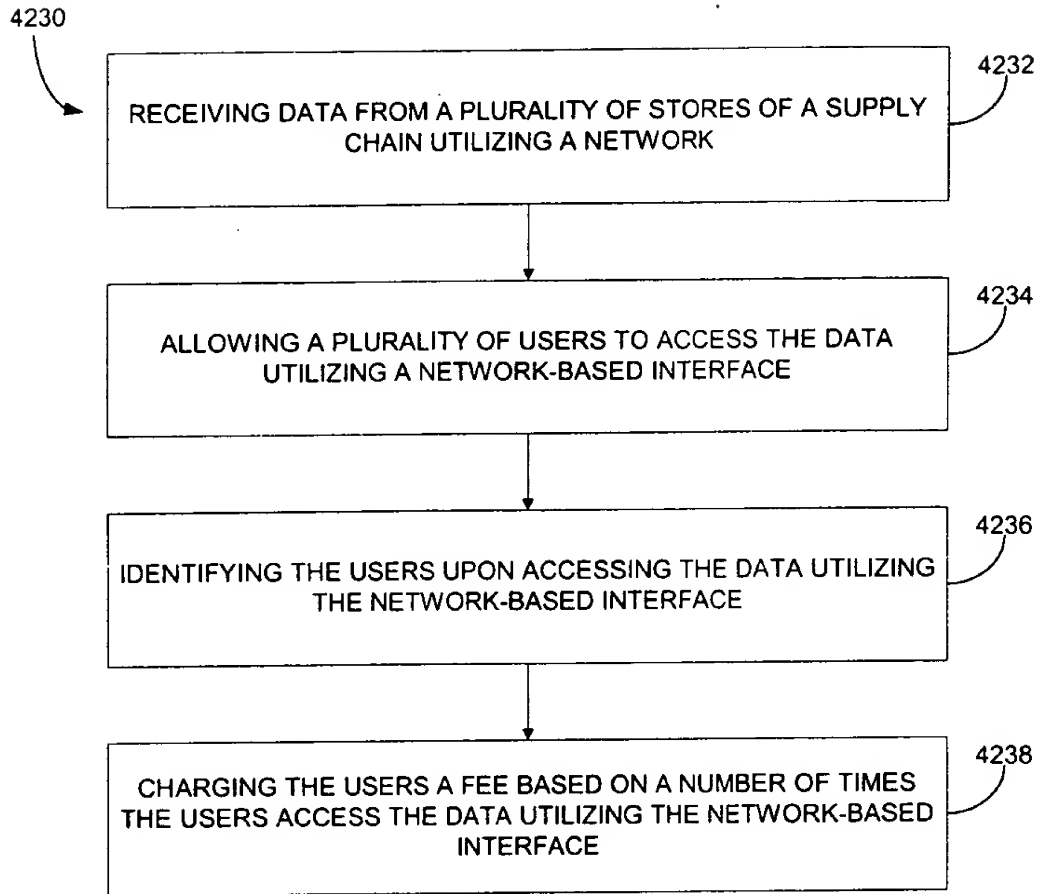 4230
4232
RECEIVING DATA FROM A PLURALITY OF STORES OF A SUPPLY
CHAIN UTILIZING A NETWORK
4234
ALLOWING A PLURALITY OF USERS TO ACCESS THE DATA
UTILIZING A NETWORK-BASED INTERFACE
4236
IDENTIFYING THE USERS UPON ACCESSING THE DATA UTILIZING
THE NETWORK-BASED INTERFACE
4238
CHARGING THE USERS A FEE BASED ON A NUMBER OF TIMES
THE USERS ACCESS THE DATA UTILIZING THE NETWORK-BASED
INTERFACE